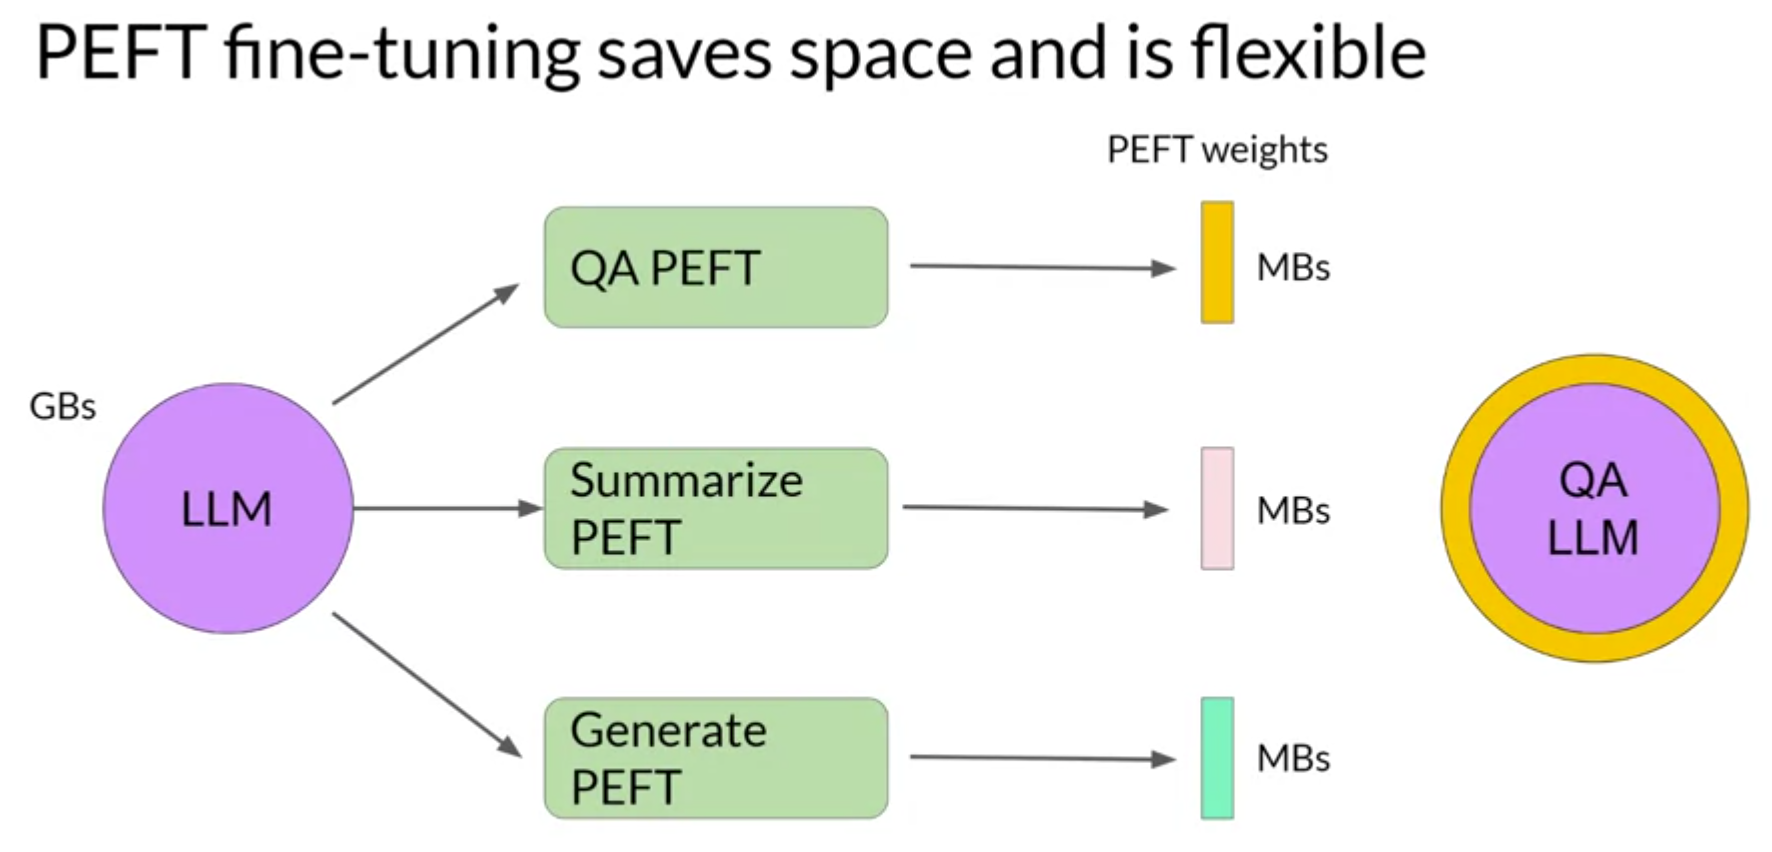 PEFT fine-tuning saves space and is flexible
PEFT weights
QA PEFT
MBs
GBs
LLM
Summarize
PEFT
MBs
QA
LLM
Generate
PEFT
MBs